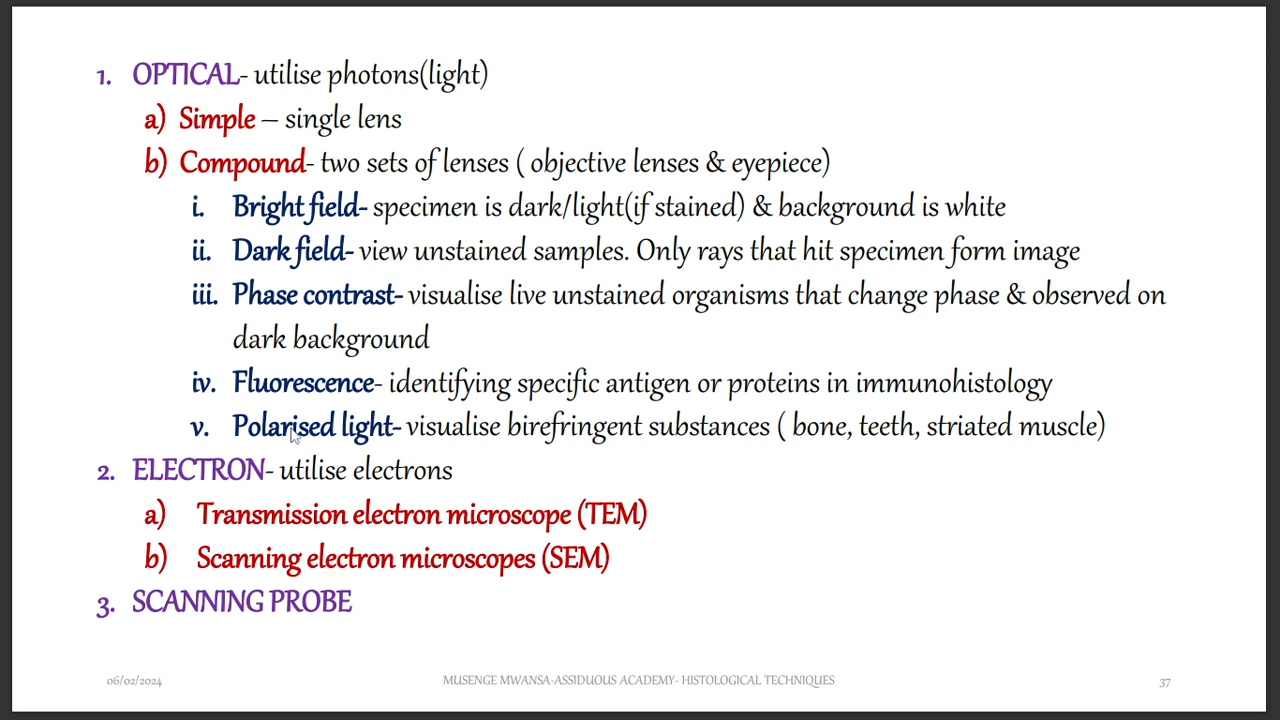 1. OPTICAL- utilise photons(light)
a) Simple – single lens
b) Compound- two sets of lenses ( objective lenses & eyepiece)
i. Bright field- specimen is dark/light(if stained) & background is white
ii. Dark field- view unstained samples. Only rays that hit specimen form image
iii. Phase contrast- visualise live unstained organisms that change phase & observed on
dark background
iv. Fluorescence- identifying specific antigen or proteins in immunohistology
v. Polarised light- visualise birefringent substances ( bone, teeth, striated muscle)
2. ELECTRON- utilise electrons
a) Transmission electron microscope (TEM)
b) Scanning electron microscopes (SEM)
3. SCANNING PROBE
06/02/2024 MUSENGE MWANSA-ASSIDUOUS ACADEMY- HISTOLOGICAL TECHNIQUES 37